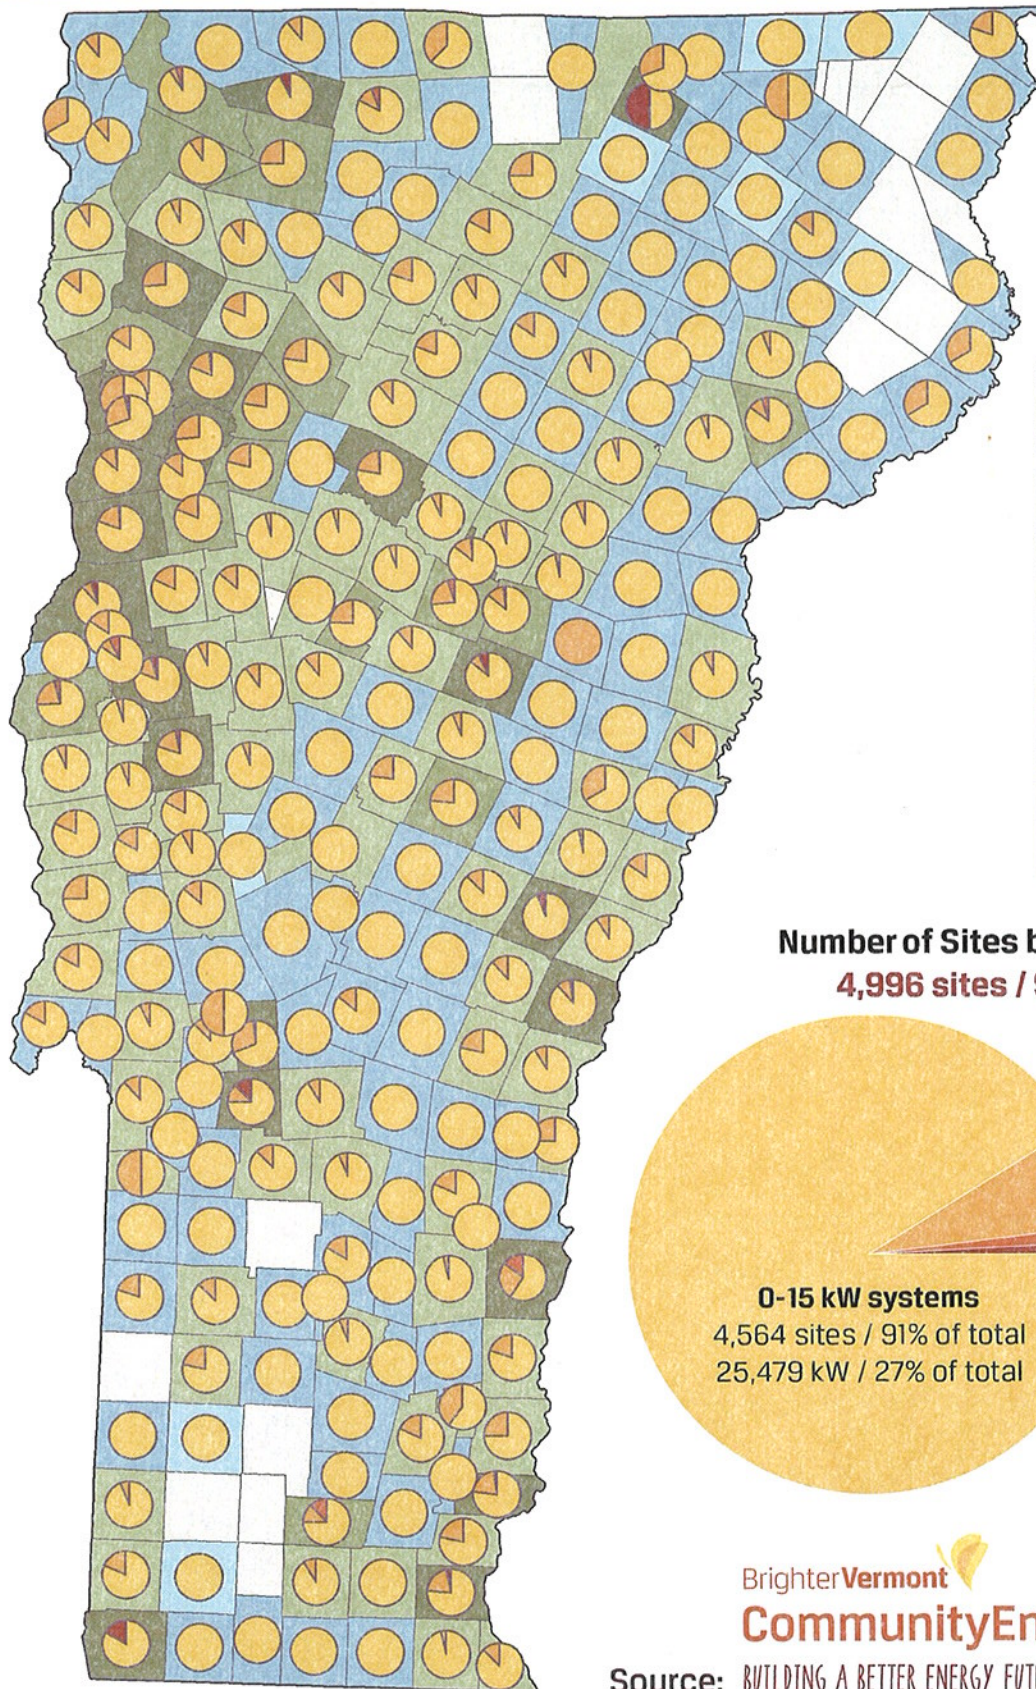 Number of Sites b
4,996 sites /
0-15 kW systems
4,564 sites / 91% of total
25,479 kW / 27% of total
BrighterVermont
CommunityEn
Source: BUILDING A BETTER ENERGY FUT